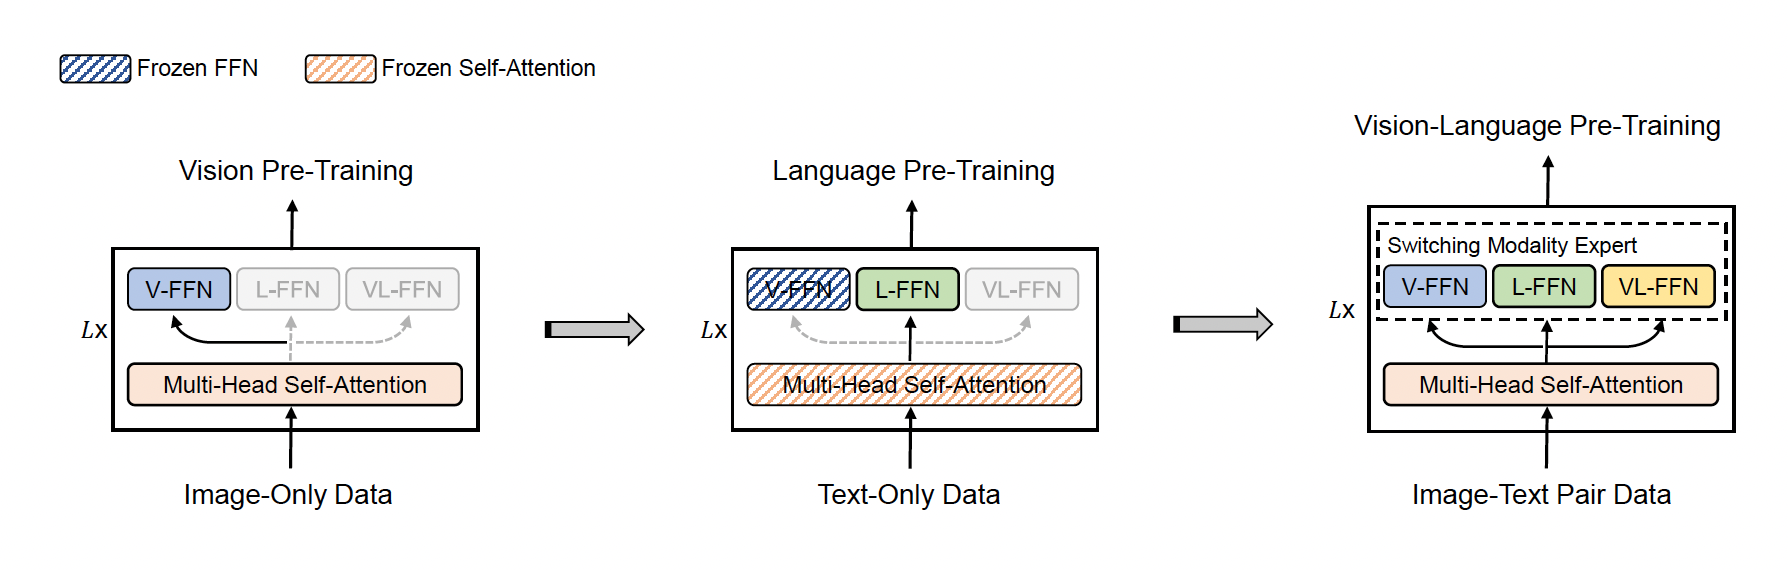 Frozen FFN
Frozen Self-Attention
Vision Pre-Training
V-FFN
L-FFN
VL-FFN
Lx
Multi-Head Self-Attention
Image-Only Data
Language Pre-Training
V-FFN
L-FFN
VL-FFN
Lx
Multi-Head Self-Attention
Text-Only Data
Vision-Language Pre-Training
Switching Modality Expert
V-FFN
L-FFN
VL-FFN
Lx
Multi-Head Self-Attention
Image-Text Pair Data